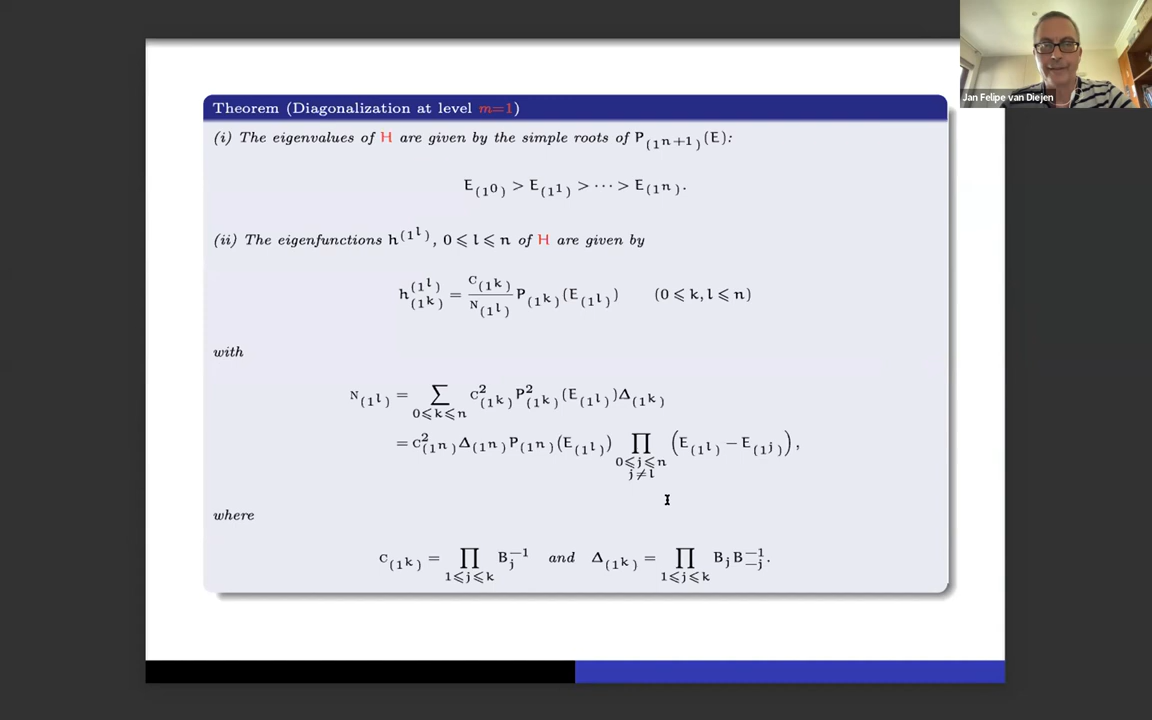 Theorem (Diagonalization at level m=1)
(i) The eigenvalues of H are given by the simple roots of P_{(1^{n+1})}(E):
E_{(1^0)} > E_{(1^1)} > ··· > E_{(1^n)}.
(ii) The eigenfunctions h^{(1^l)}, 0 ⩽ l ⩽ n of H are given by
h^{(1^l)}_{(1^k)} = \frac{C_{(1^k)}}{N_{(1^l)}} P_{(1^k)}(E_{(1^l)}) (0 ⩽ k, l ⩽ n)
with
N_{(1^l)} = ∑_{0⩽k⩽n} C^2_{(1^k)} P^2_{(1^k)}(E_{(1^l)}) Δ_{(1^k)}
= C^2_{(1^n)} Δ_{(1^n)} P_{(1^n)}(E_{(1^l)}) ∏_{0⩽j⩽n, j≠l} (E_{(1^l)} − E_{(1^j)}),
where
C_{(1^k)} = ∏_{1⩽j⩽k} B_j^{−1} and Δ_{(1^k)} = ∏_{1⩽j⩽k} B_j B_{−j}^{−1}.
Jan Felipe van Diejen